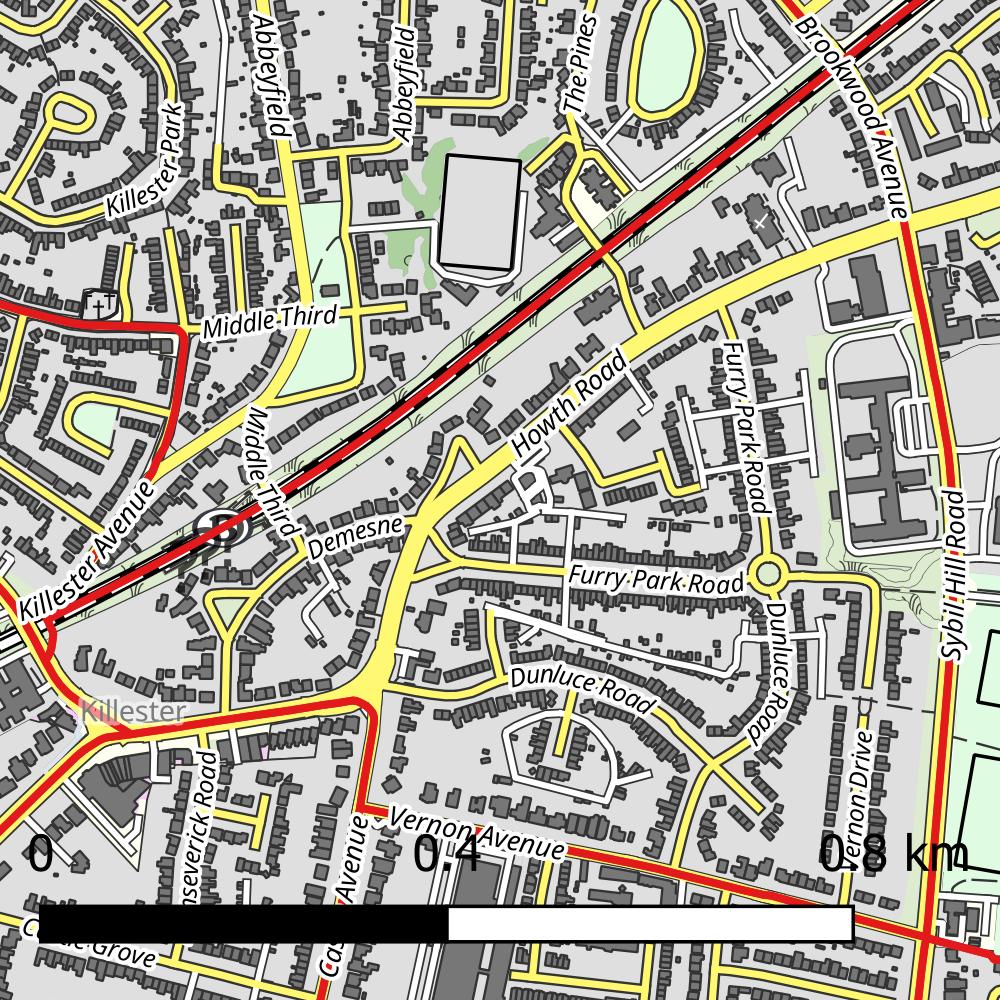 Abbeyfield
Abbeyfield
The Pines
Brookwood Avenue
Killester Park
Middle Third
Howth Road
Furry Park Road
Middle Third
Killester Avenue
Demesne
Furry Park Road
Sybil Hill Road
Dunluce Road
Dunluce Road
Killester
Vernon Drive
Vernon Avenue
0 0.4 0.8 km
Avenue
Grove